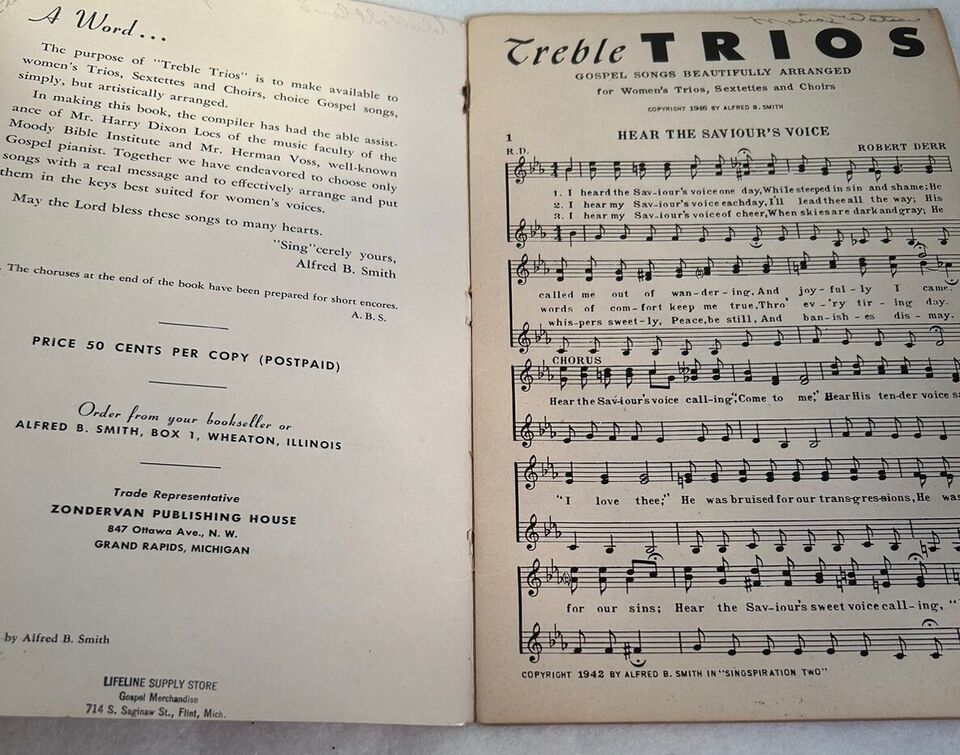 A Word...
The purpose of "Treble Trios" is to make available to
women's Trios, Sextettes and Choirs, choice Gospel songs,
simply, but artistically arranged.
In making this book, the compiler has had the able assist-
ance of Mr. Harry Dixon Loes of the music faculty of the
Moody Bible Institute and Mr. Herman Voss, well-known
Gospel pianist. Together we have endeavored to choose only
songs with a real message and to effectively arrange and put
them in the keys best suited for women's voices.
May the Lord bless these songs to many hearts.
"Sing"cerely yours,
Alfred B. Smith
The choruses at the end of the book have been prepared for short encores.
A.B.S.
PRICE 50 CENTS PER COPY (POSTPAID)
Order from your bookseller or
ALFRED B. SMITH, BOX 1, WHEATON, ILLINOIS
Trade Representative
ZONDERVAN PUBLISHING HOUSE
847 Ottawa Ave., N. W.
GRAND RAPIDS, MICHIGAN
by Alfred B. Smith
LIFELINE SUPPLY STORE
Gospel Merchandise
714 S. Saginaw St., Flint, Mich.
Treble TRIOS
GOSPEL SONGS BEAUTIFULLY ARRANGED
for Women's Trios, Sextettes and Choirs
COPYRIGHT 1946 BY ALFRED B. SMITH
1
HEAR THE SAVIOUR'S VOICE
R.D.
ROBERT DERR
1. I heard the Sav-iour's voice one day, While steeped in sin and shame; He
2. I hear my Sav-iour's voice each day, I'll lead thee all the way; His
3. I hear my Sav-iour's voice of cheer, When skies are dark and gray, He
called me out of wan-der-ing, And joy-ful-ly I came.
words of com-fort keep me true, Thro' ev-'ry tir-ing day.
whis-pers sweet-ly, Peace, be still, And ban-ish-es dis-may.
CHORUS
Hear the Sav-iour's voice call-ing: "Come to me;" Hear His ten-der voice
"I love thee;" He was bruised for our trans-gres-sions, He
for our sins; Hear the Sav-iour's sweet voice call-ing, "
COPYRIGHT 1942 BY ALFRED B. SMITH IN "SINGSPIRATION TWO"